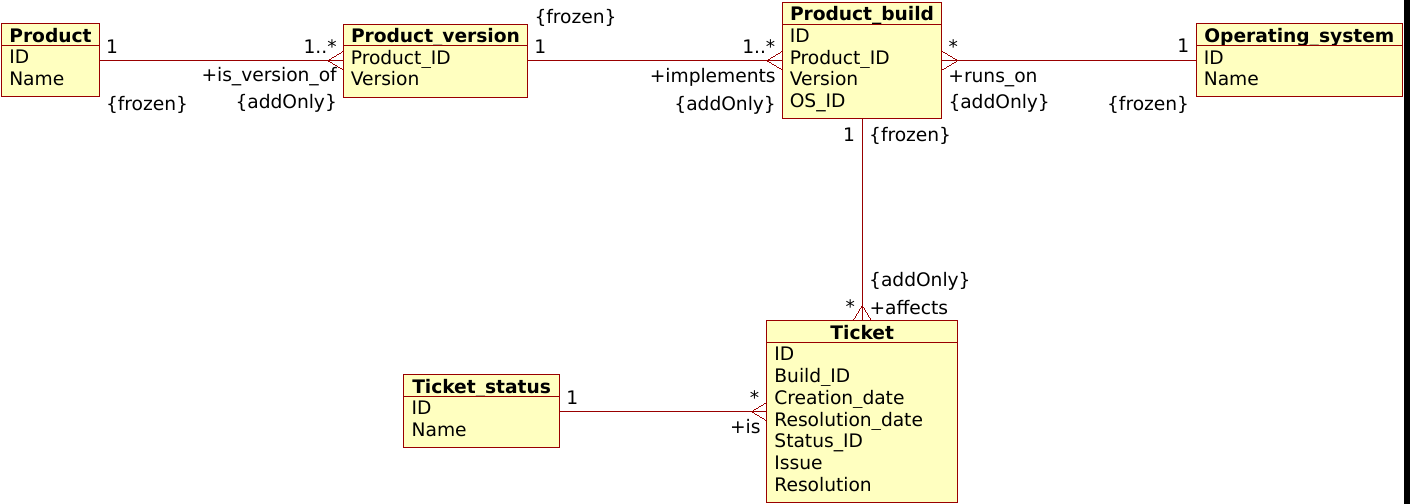 Product
ID
Name
1
{frozen}
1..*
+is_version_of
{addOnly}
Product_version
Product_ID
Version
{frozen}
1
1..*
+implements
{addOnly}
Product_build
ID
Product_ID
Version
OS_ID
*
+runs_on
{addOnly}
1
{frozen}
Operating_system
ID
Name
1
{frozen}
{addOnly}
*
+affects
Ticket
ID
Build_ID
Creation_date
Resolution_date
Status_ID
Issue
Resolution
Ticket_status
ID
Name
1
*
+is